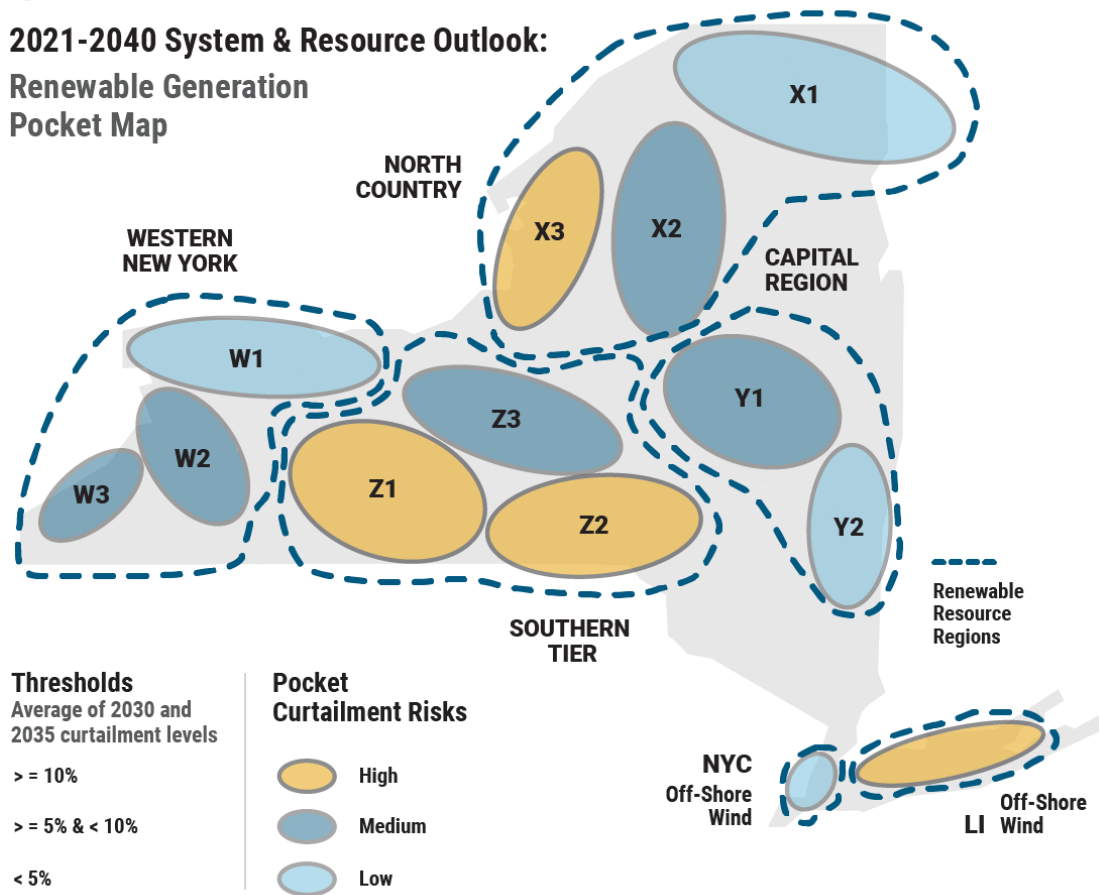 2021-2040 System & Resource Outlook:
Renewable Generation
Pocket Map
X1
NORTH
COUNTRY
X3
X2
WESTERN
NEW YORK
CAPITAL
REGION
W1
Y1
Z3
W2
W3
Z1
Z2
Y2
Renewable
Resource
Regions
SOUTHERN
TIER
Thresholds
Average of 2030 and
2035 curtailment levels
> = 10%
> = 5% & < 10%
< 5%
Pocket
Curtailment Risks
High
Medium
Low
NYC
Off-Shore
Wind
LI
Off-Shore
Wind